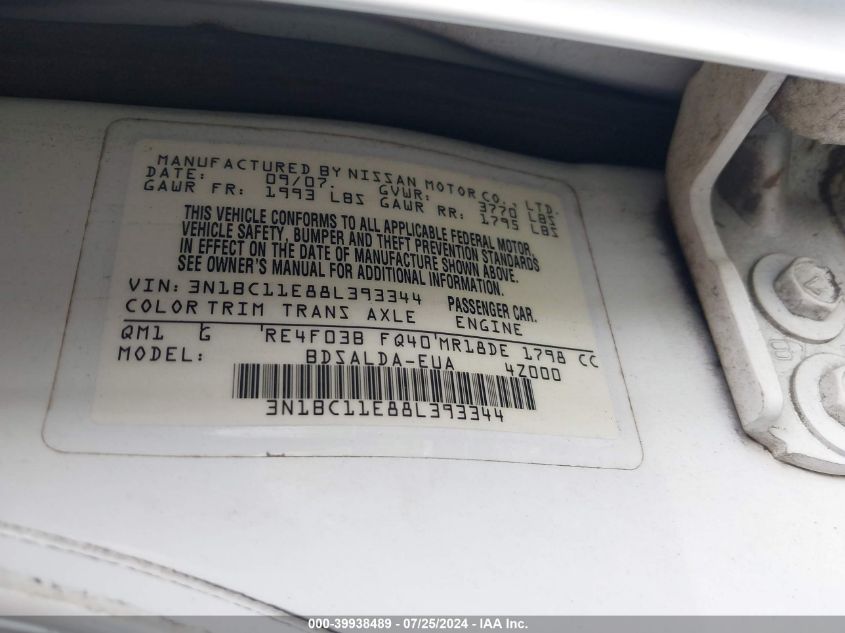 MANUFACTURED BY NISSAN MOTOR CO., LTD.
DATE: 09/07. GVWR: 3770 LBS
GAWR FR: 1993 LBS GAWR RR: 1795 LBS
THIS VEHICLE CONFORMS TO ALL APPLICABLE FEDERAL MOTOR
VEHICLE SAFETY, BUMPER AND THEFT PREVENTION STANDARDS
IN EFFECT ON THE DATE OF MANUFACTURE SHOWN ABOVE.
SEE OWNER'S MANUAL FOR ADDITIONAL INFORMATION.
VIN: 3N1BC11E88L393344 PASSENGER CAR.
COLOR TRIM TRANS AXLE ENGINE
QM1 G RE4F03B FQ40 MR18DE 1798 CC
MODEL: BDSALDA-EUA 4Z000
3N1BC11E88L393344
8
000-39938489 - 07/25/2024 - IAA Inc.